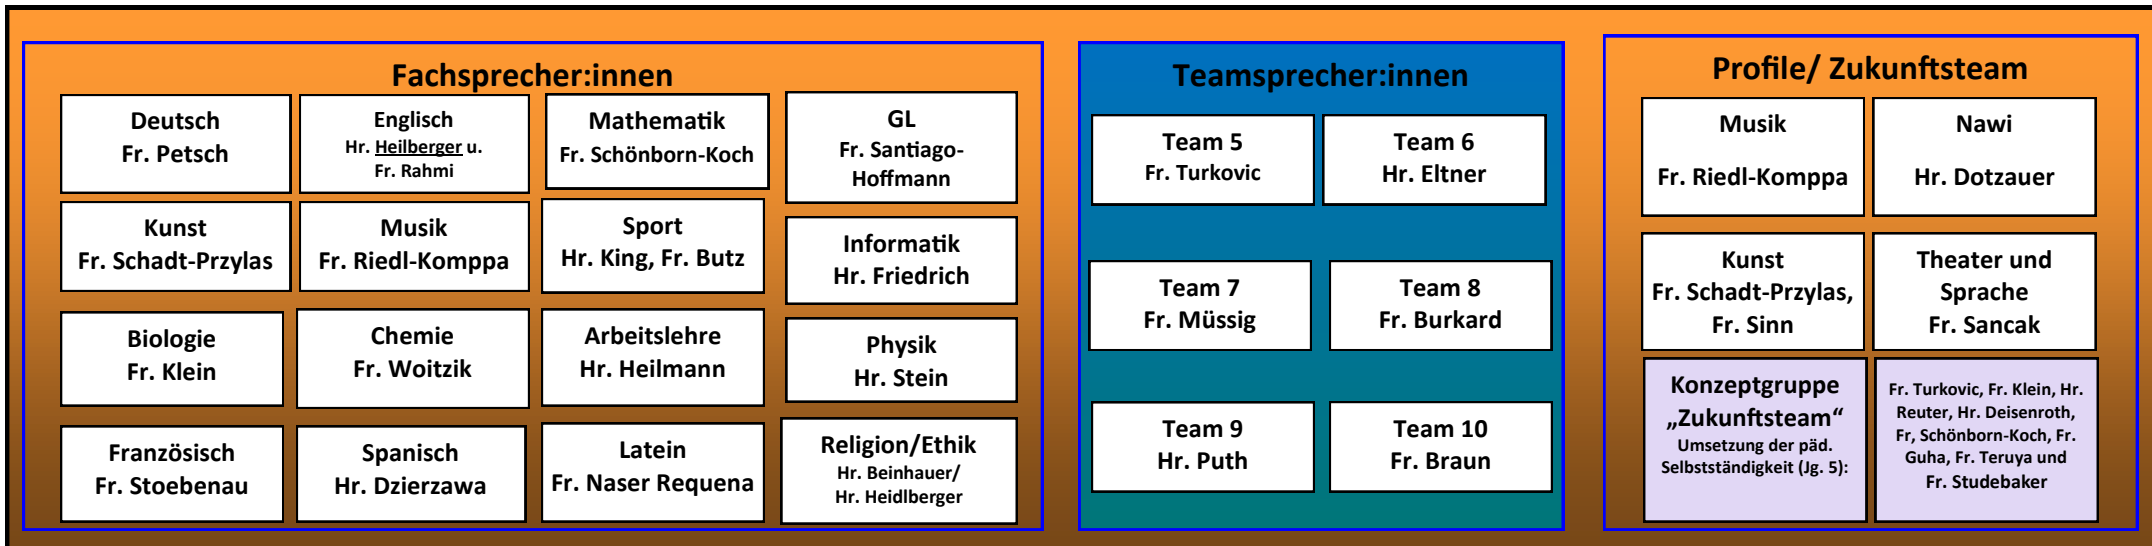 Fachsprecher:innen
Deutsch
Fr. Petsch
Englisch
Hr. Heilberger u.
Fr. Rahmi
Mathematik
Fr. Schönborn-Koch
GL
Fr. Santiago-
Hoffmann
Kunst
Fr. Schadt-Przylas
Musik
Fr. Riedl-Komppa
Sport
Hr. King, Fr. Butz
Informatik
Hr. Friedrich
Biologie
Fr. Klein
Chemie
Fr. Woitzik
Arbeitslehre
Hr. Heilmann
Physik
Hr. Stein
Französisch
Fr. Stoebenau
Spanisch
Hr. Dzierzawa
Latein
Fr. Naser Requena
Religion/Ethik
Hr. Beinhauer/
Hr. Heidlberger
Teamsprecher:innen
Team 5
Fr. Turkovic
Team 6
Hr. Eltner
Team 7
Fr. Müssig
Team 8
Fr. Burkard
Team 9
Hr. Puth
Team 10
Fr. Braun
Profile/ Zukunftsteam
Musik
Fr. Riedl-Komppa
Nawi
Hr. Dotzauer
Kunst
Fr. Schadt-Przylas,
Fr. Sinn
Theater und
Sprache
Fr. Sancak
Konzeptgruppe
„Zukunftsteam“
Umsetzung der päd.
Selbstständigkeit (Jg. 5):
Fr. Turkovic, Fr. Klein, Hr.
Reuter, Hr. Deisenroth,
Fr, Schönborn-Koch, Fr.
Guha, Fr. Teruya und
Fr. Studebaker